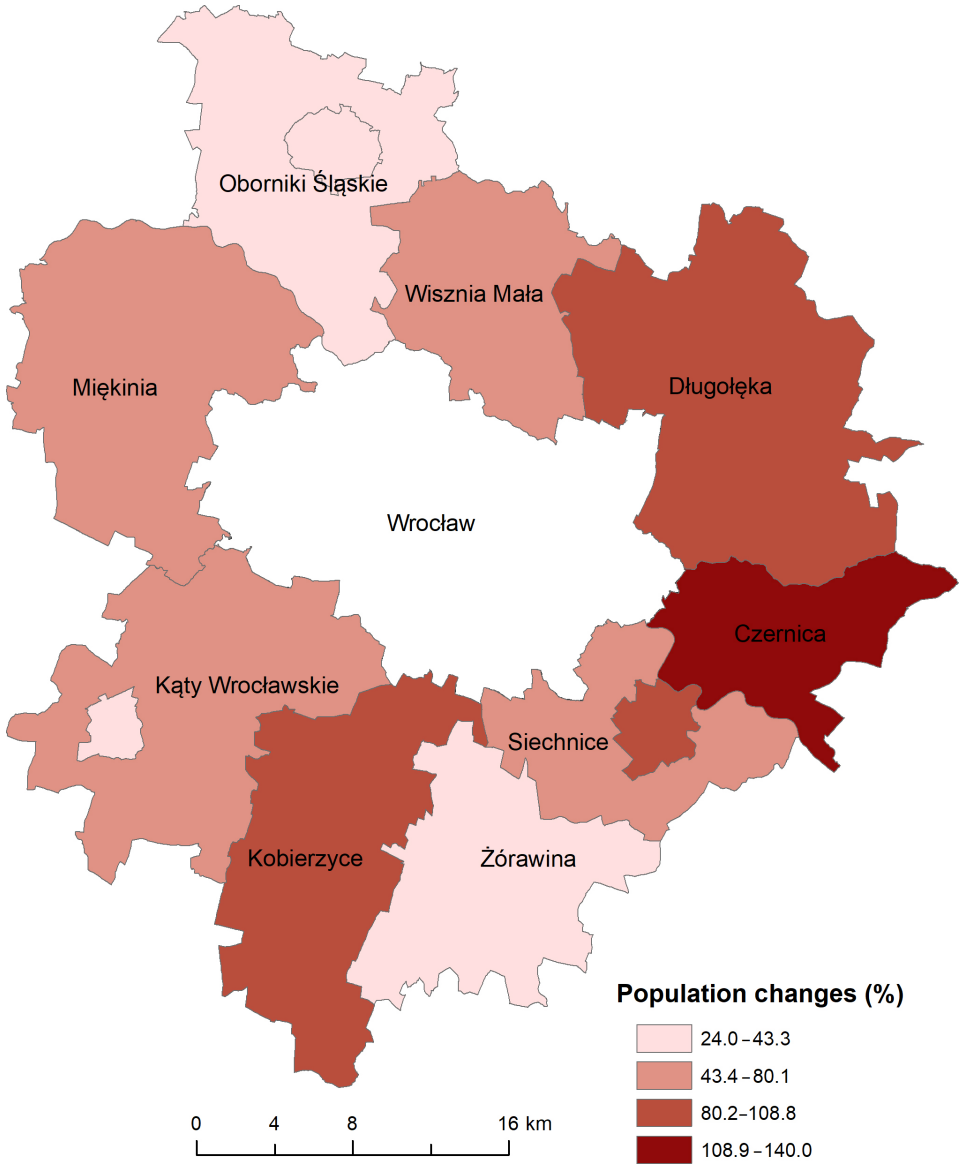 Oborniki Śląskie
Wisznia Mała
Miękinia
Długołęka
Wrocław
Czernica
Kąty Wrocławskie
Siechnice
Kobierzyce
Żórawina
Population changes (%)
24.0–43.3
43.4–80.1
80.2–108.8
108.9–140.0
0 4 8 16 km